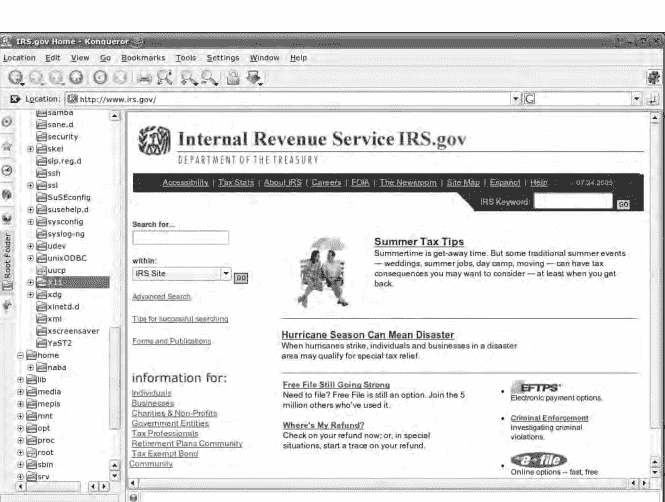 IRS.gov Home - Konqueror
Location Edit View Go Bookmarks Tools Settings Window Help
Location: http://www.irs.gov/
samba
sane.d
security
skel
slp.reg.d
ssh
ssl
SuSEconfig
susehelp.d
sysconfig
syslog-ng
udev
unixODBC
uucp
X11
xdg
xinetd.d
xml
xscreensaver
YaST2
home
naba
lib
media
mepis
mnt
opt
proc
root
sbin
srv
Root Folder
Internal Revenue Service IRS.gov
DEPARTMENT OF THE TREASURY
Accessibility | Tax Stats | About IRS | Careers | FOIA | The Newsroom | Site Map | Español | Help
07.24.2005
IRS Keyword: GO
Search for...
within:
IRS Site GO
Advanced Search
Tips for successful searching
Forms and Publications
information for:
Individuals
Businesses
Charities & Non-Profits
Government Entities
Tax Professionals
Retirement Plans Community
Tax Exempt Bond
Community
Summer Tax Tips
Summertime is get-away time. But some traditional summer events
— weddings, summer jobs, day camp, moving — can have tax
consequences you may want to consider — at least when you get
back.
Hurricane Season Can Mean Disaster
When hurricanes strike, individuals and businesses in a disaster
area may qualify for special tax relief.
Free File Still Going Strong
Need to file? Free File is still an option. Join the 5
million others who've used it.
Where's My Refund?
Check on your refund now; or, in special
situations, start a trace on your refund.
EFTPS
Electronic payment options.
Criminal Enforcement
Investigating criminal
violations.
e-file
Online options -- fast, free